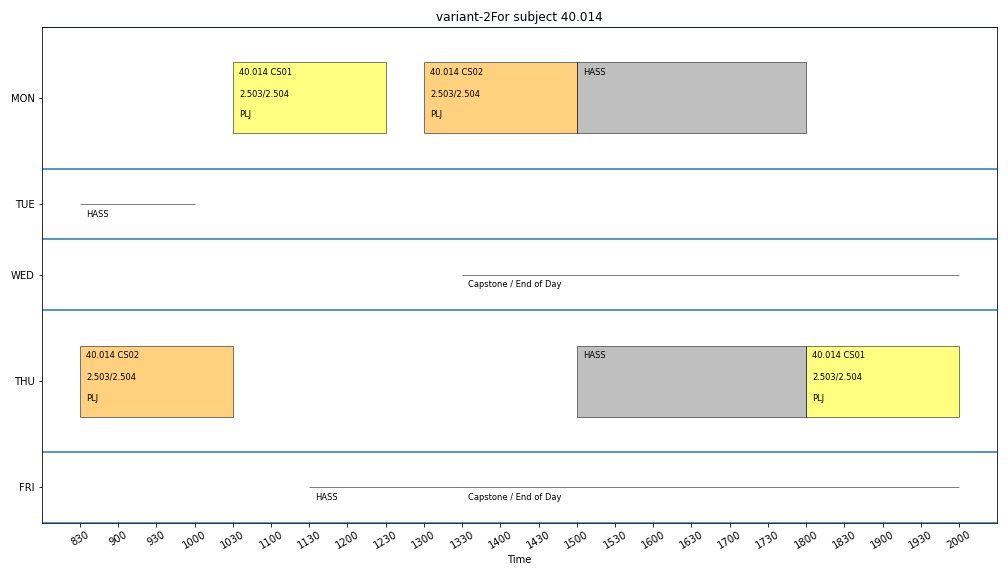 variant-2For subject 40.014
MON
40.014 CS01
2.503/2.504
PLJ
40.014 CS02
2.503/2.504
PLJ
HASS
TUE
HASS
WED
Capstone / End of Day
THU
40.014 CS02
2.503/2.504
PLJ
HASS
40.014 CS01
2.503/2.504
PLJ
FRI
HASS
Capstone / End of Day
830 900 930 1000 1030 1100 1130 1200 1230 1300 1330 1400 1430 1500 1530 1600 1630 1700 1730 1800 1830 1900 1930 2000
Time